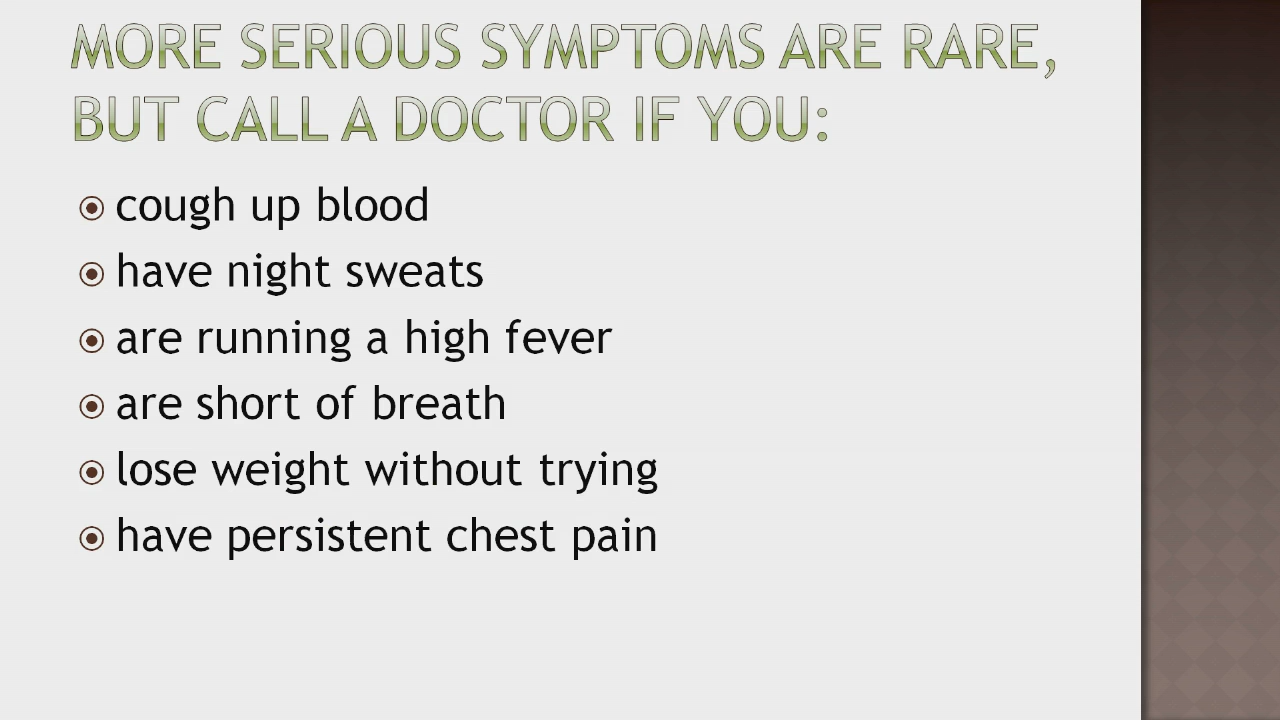 MORE SERIOUS SYMPTOMS ARE RARE,
BUT CALL A DOCTOR IF YOU:
cough up blood
have night sweats
are running a high fever
are short of breath
lose weight without trying
have persistent chest pain